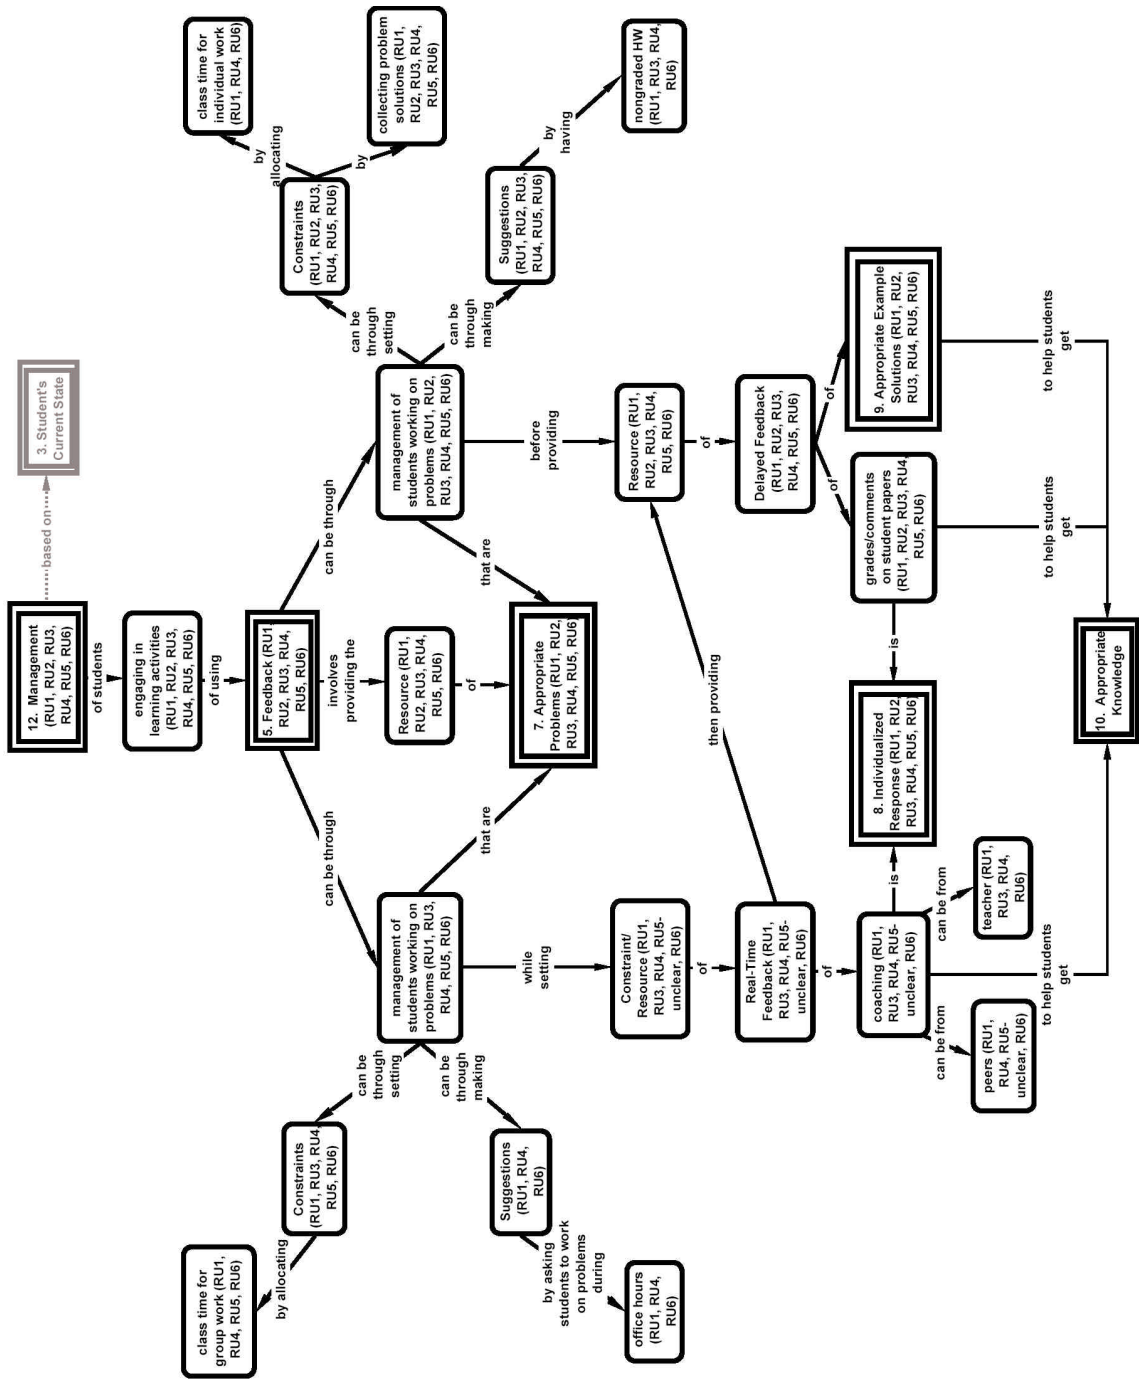 3. Student's
Current State
based on
12. Management
(RU1, RU2, RU3,
RU4, RU5, RU6)
of students
engaging in
learning activities
(RU1, RU2, RU3,
RU4, RU5, RU6)
of using
5. Feedback (RU1,
RU2, RU3, RU4,
RU5, RU6)
can be through
can be through
involves
providing the
Resource (RU1,
RU2, RU3, RU4,
RU5, RU6)
of
7. Appropriate
Problems (RU1, RU2,
RU3, RU4, RU5, RU6)
that are
that are
management of
students working on
problems (RU1, RU3,
RU4, RU5, RU6)
can be
through
setting
Constraints
(RU1, RU3, RU4,
RU5, RU6)
by allocating
class time for
group work (RU1,
RU4, RU5, RU6)
can be
through
making
Suggestions
(RU1, RU4,
RU6)
by asking
students to work
on problems
during
office hours
(RU1, RU4,
RU6)
while
setting
Constraint/
Resource (RU1,
RU3, RU4, RU5-
unclear, RU6)
of
Real-Time
Feedback (RU1,
RU3, RU4, RU5-
unclear, RU6)
then providing
of
coaching (RU1,
RU3, RU4, RU5-
unclear, RU6)
can be from
peers (RU1,
RU4, RU5-
unclear, RU6)
can be from
teacher (RU1,
RU3, RU4,
RU6)
is
8. Individualized
Response (RU1, RU2,
RU3, RU4, RU5, RU6)
is
to help students
get
management of
students working on
problems (RU1, RU2,
RU3, RU4, RU5, RU6)
can be
through
setting
Constraints
(RU1, RU2, RU3,
RU4, RU5, RU6)
by
allocating
class time for
individual work
(RU1, RU4, RU6)
by
collecting problem
solutions (RU1,
RU2, RU3, RU4,
RU5, RU6)
can be
through
making
Suggestions
(RU1, RU2, RU3,
RU4, RU5, RU6)
by
having
nongraded HW
(RU1, RU3, RU4,
RU6)
before
providing
Resource (RU1,
RU2, RU3, RU4,
RU5, RU6)
of
Delayed Feedback
(RU1, RU2, RU3,
RU4, RU5, RU6)
of
of
grades/comments
on student papers
(RU1, RU2, RU3, RU4,
RU5, RU6)
9. Appropriate Example
Solutions (RU1, RU2,
RU3, RU4, RU5, RU6)
to help students
get
to help students
get
10. Appropriate
Knowledge